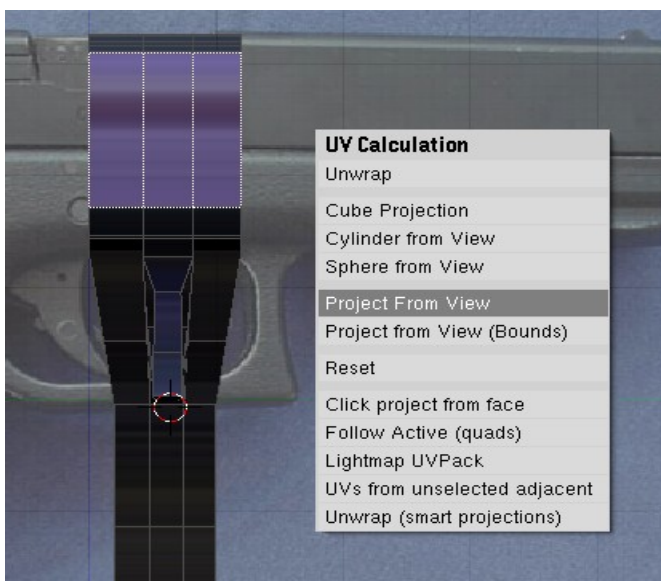 UV Calculation
Unwrap
Cube Projection
Cylinder from View
Sphere from View
Project From View
Project from View (Bounds)
Reset
Click project from face
Follow Active (quads)
Lightmap UVPack
UVs from unselected adjacent
Unwrap (smart projections)